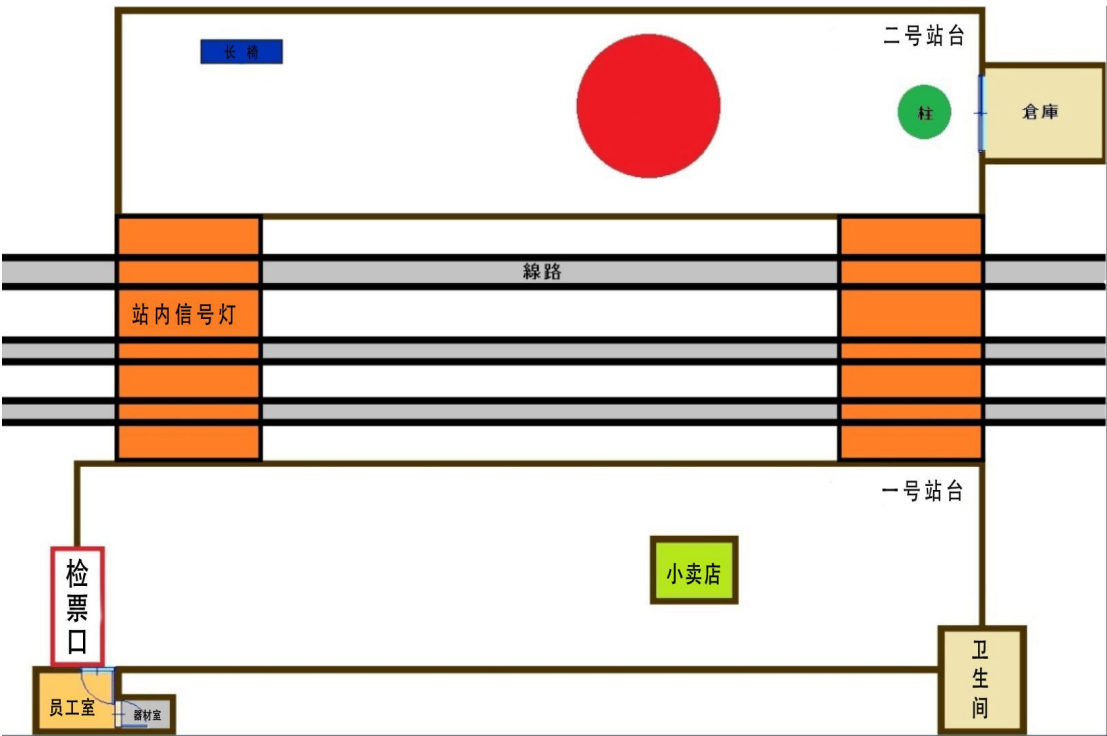 二号站台
长椅
柱
倉庫
線路
站内信号灯
一号站台
检票口
小卖店
卫生间
员工室
器材室